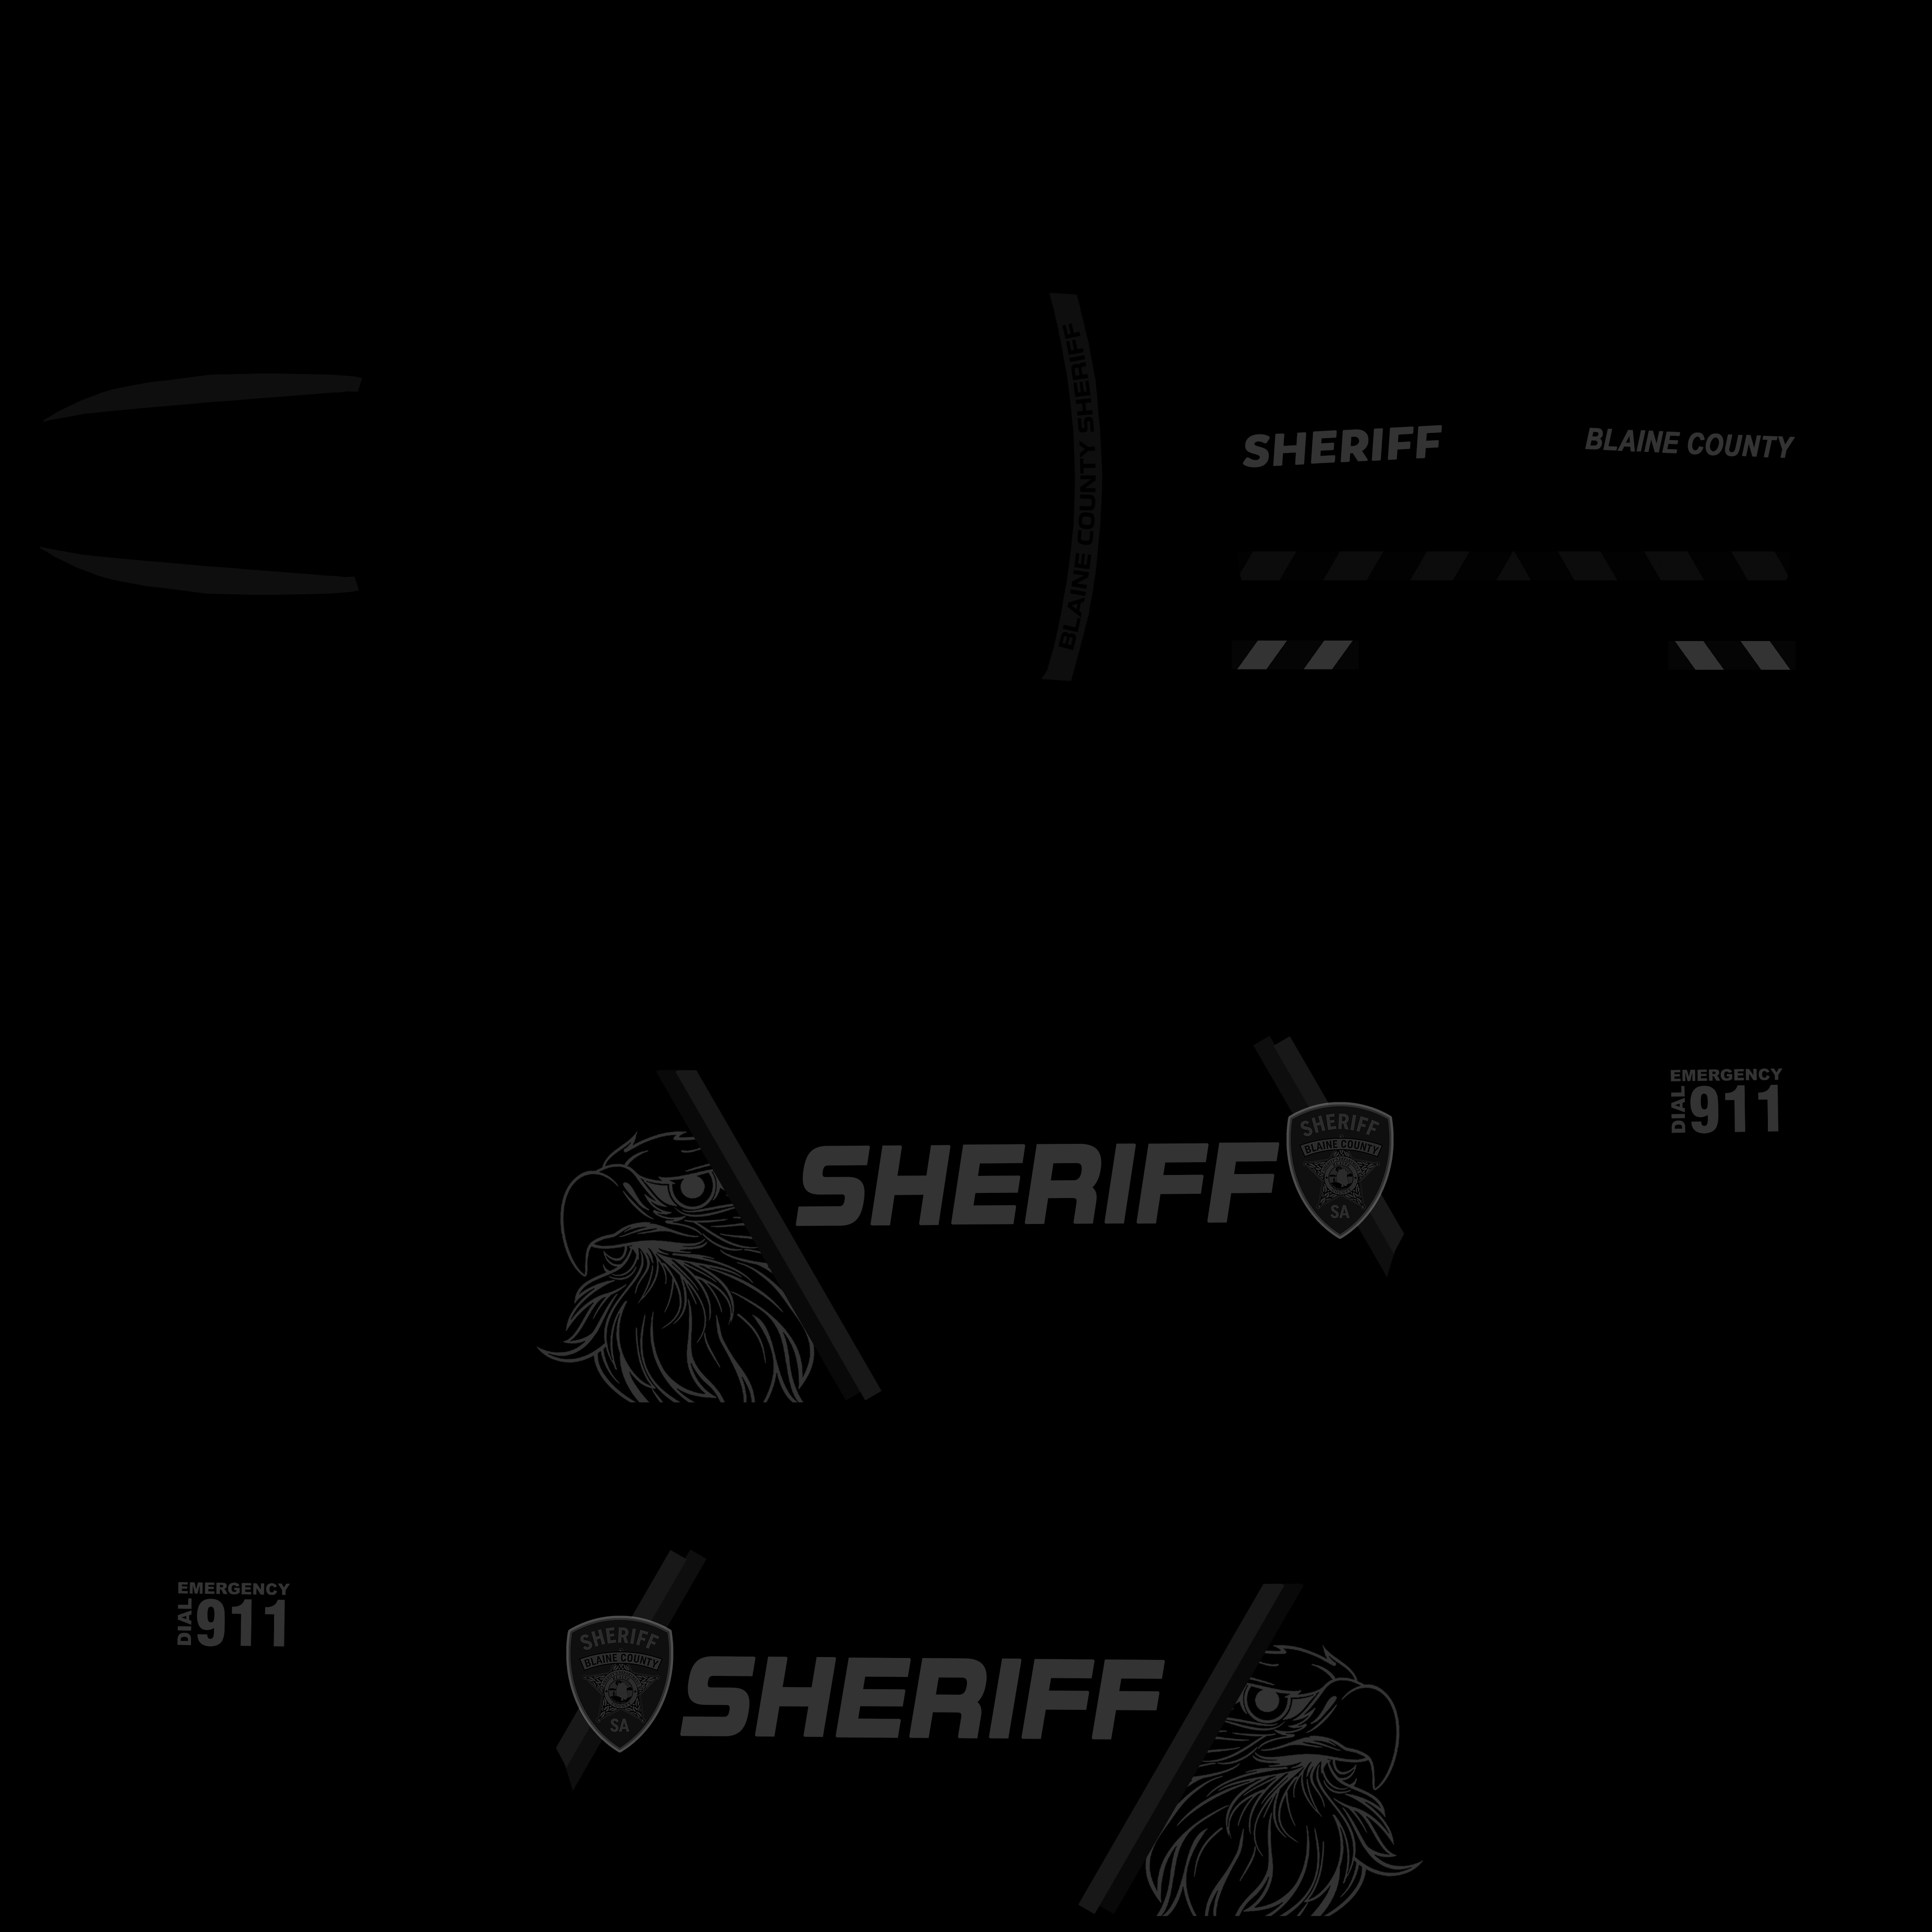 BLAINE COUNTY SHERIFF
SHERIFF
BLAINE COUNTY
SHERIFF
SHERIFF
BLAINE COUNTY
SA
EMERGENCY
DIAL
911
EMERGENCY
DIAL
911
SHERIFF
BLAINE COUNTY
SA
SHERIFF